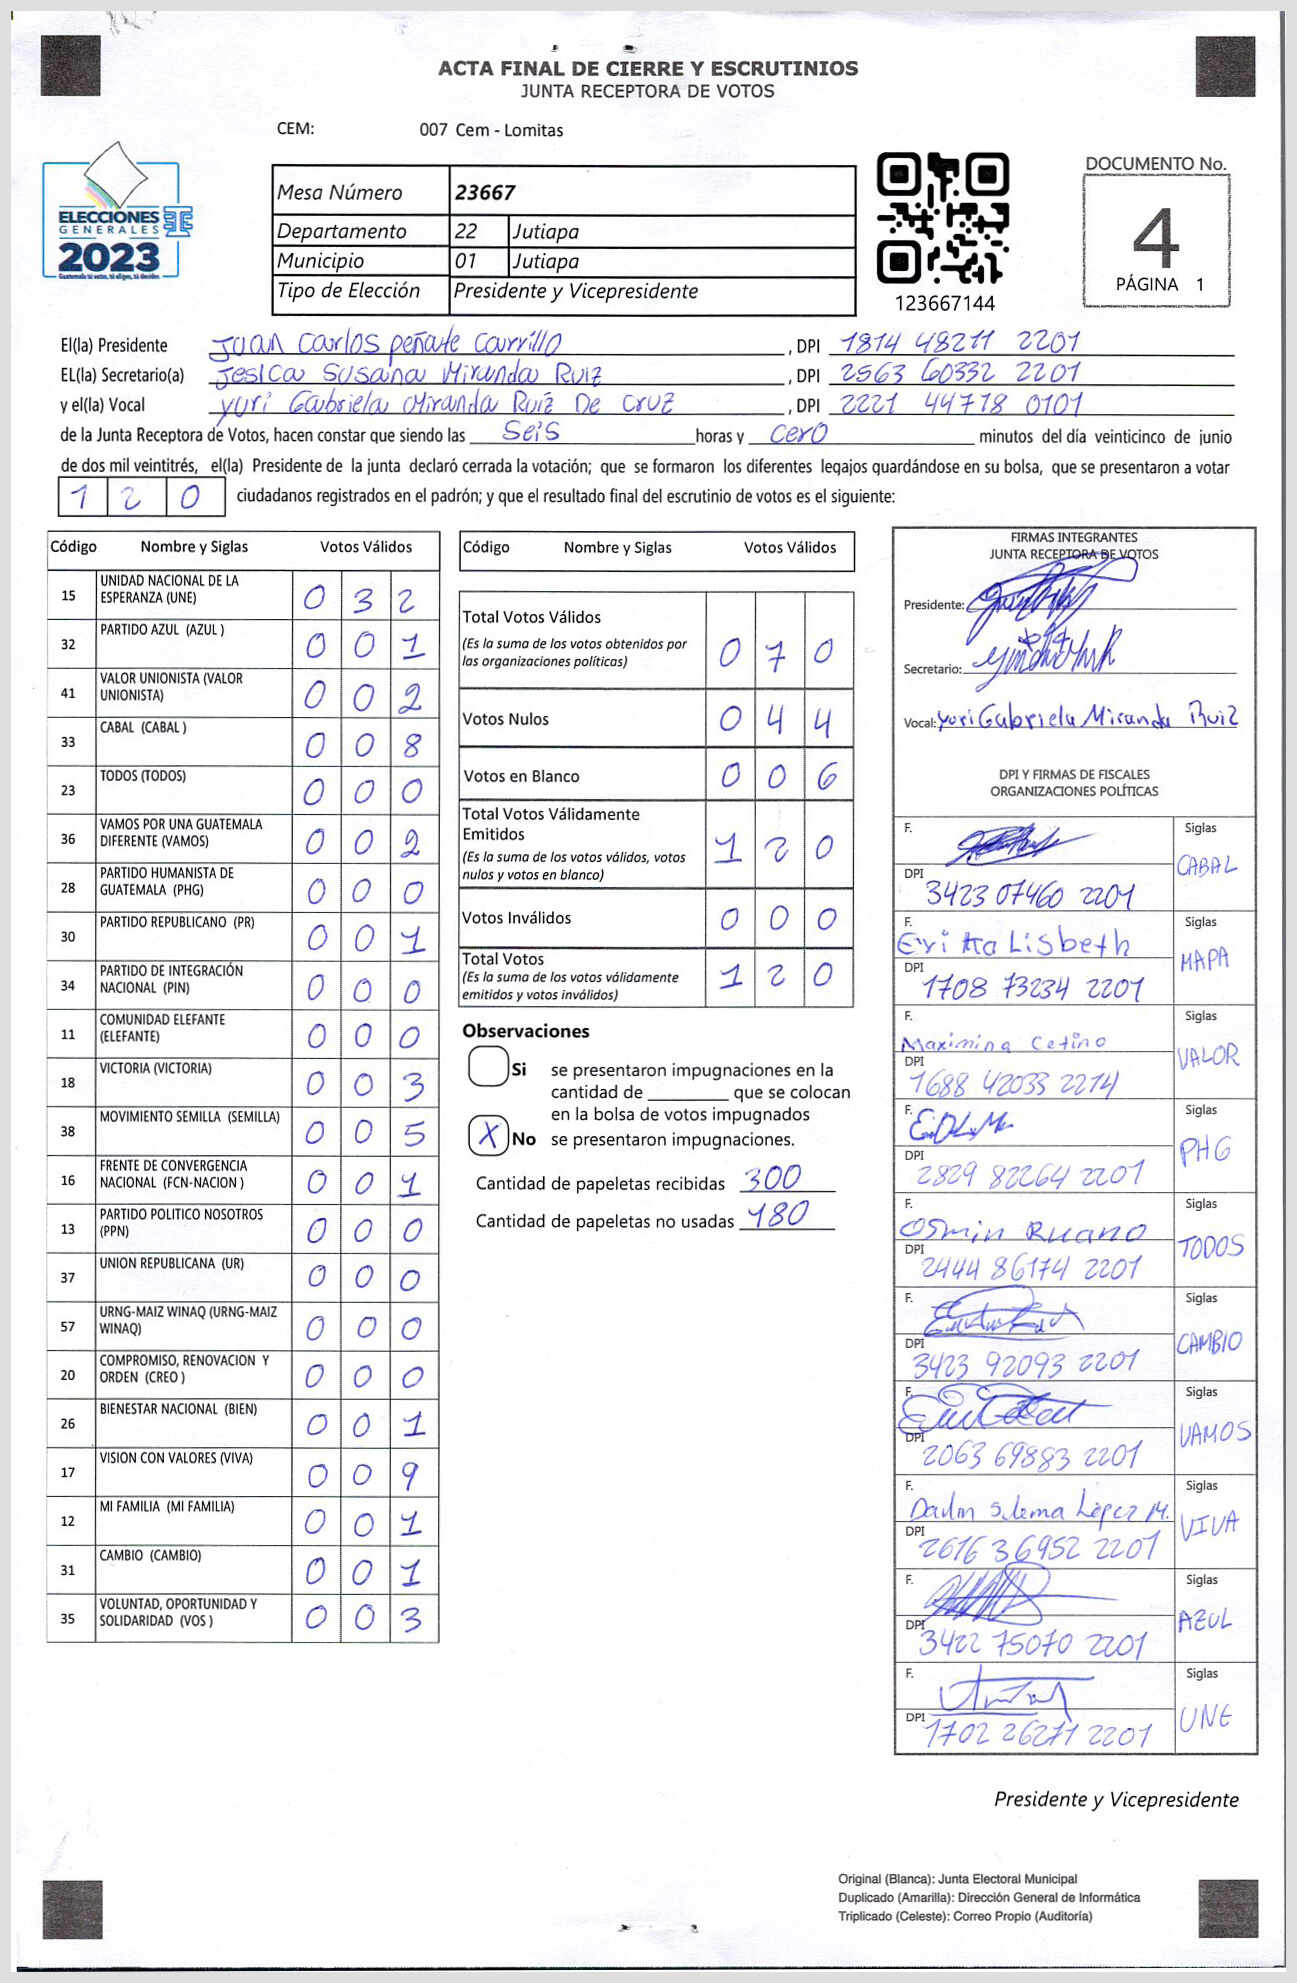 ACTA FINAL DE CIERRE Y ESCRUTINIOS
JUNTA RECEPTORA DE VOTOS
CEM: 007 Cem - Lomitas
ELECCIONES
GENERALES
2023
Mesa Número 23667
Departamento 22 Jutiapa
Municipio 01 Jutiapa
Tipo de Elección Presidente y Vicepresidente
123667144
DOCUMENTO No.
4
PÁGINA 1
El(la) Presidente Juan Carlos peñate Carrillo, DPI 1814 48211 2201
EL(la) Secretario(a) Jesica Susana Miranda Ruiz, DPI 2563 60332 2201
y el(la) Vocal yuri Gabriela Miranda Ruiz De Cruz, DPI 2221 44778 0101
de la Junta Receptora de Votos, hacen constar que siendo las Seis horas y cero minutos del día veinticinco de junio
de dos mil veintitrés, el(la) Presidente de la junta declaró cerrada la votación; que se formaron los diferentes legajos guardándose en su bolsa, que se presentaron a votar
1 2 0 ciudadanos registrados en el padrón; y que el resultado final del escrutinio de votos es el siguiente:
Código Nombre y Siglas Votos Válidos
15 UNIDAD NACIONAL DE LA ESPERANZA (UNE) 0 3 2
32 PARTIDO AZUL (AZUL ) 0 0 1
41 VALOR UNIONISTA (VALOR UNIONISTA) 0 0 2
33 CABAL (CABAL ) 0 0 8
23 TODOS (TODOS) 0 0 0
36 VAMOS POR UNA GUATEMALA DIFERENTE (VAMOS) 0 0 2
28 PARTIDO HUMANISTA DE GUATEMALA (PHG) 0 0 0
30 PARTIDO REPUBLICANO (PR) 0 0 1
34 PARTIDO DE INTEGRACIÓN NACIONAL (PIN) 0 0 0
11 COMUNIDAD ELEFANTE (ELEFANTE) 0 0 0
18 VICTORIA (VICTORIA) 0 0 3
38 MOVIMIENTO SEMILLA (SEMILLA) 0 0 5
16 FRENTE DE CONVERGENCIA NACIONAL (FCN-NACION ) 0 0 1
13 PARTIDO POLITICO NOSOTROS (PPN) 0 0 0
37 UNION REPUBLICANA (UR) 0 0 0
57 URNG-MAIZ WINAQ (URNG-MAIZ WINAQ) 0 0 0
20 COMPROMISO, RENOVACION Y ORDEN (CREO ) 0 0 0
26 BIENESTAR NACIONAL (BIEN) 0 0 1
17 VISION CON VALORES (VIVA) 0 0 9
12 MI FAMILIA (MI FAMILIA) 0 0 1
31 CAMBIO (CAMBIO) 0 0 1
35 VOLUNTAD, OPORTUNIDAD Y SOLIDARIDAD (VOS ) 0 0 3
Código Nombre y Siglas Votos Válidos
Total Votos Válidos
(Es la suma de los votos obtenidos por las organizaciones políticas) 0 7 0
Votos Nulos 0 4 4
Votos en Blanco 0 0 6
Total Votos Válidamente Emitidos
(Es la suma de los votos válidos, votos nulos y votos en blanco) 1 2 0
Votos Inválidos 0 0 0
Total Votos
(Es la suma de los votos válidamente emitidos y votos inválidos) 1 2 0
Observaciones
Si se presentaron impugnaciones en la
cantidad de ________ que se colocan
en la bolsa de votos impugnados
X No se presentaron impugnaciones.
Cantidad de papeletas recibidas 300
Cantidad de papeletas no usadas 180
FIRMAS INTEGRANTES
JUNTA RECEPTORA DE VOTOS
Presidente:
Secretario:
Vocal: yuri Gabriela Miranda Ruiz
DPI Y FIRMAS DE FISCALES
ORGANIZACIONES POLÍTICAS
F. Siglas CABAL
DPI 3423 07460 2201
F. Erika Lisbeth Siglas MAPA
DPI 1708 73234 2201
F. Maximina Cetino Siglas VALOR
DPI 1688 42033 2214
F. Siglas PHG
DPI 2829 82264 2201
F. Osmin Ruano Siglas TODOS
DPI 2444 86174 2201
F. Siglas CAMBIO
DPI 3423 92093 2201
F. Siglas VAMOS
DPI 2063 69883 2201
F. López M. Siglas VIVA
DPI 2616 36952 2201
F. Siglas AZUL
DPI 3422 75070 2201
F. Siglas UNE
DPI 1702 26271 2201
Presidente y Vicepresidente
Original (Blanca): Junta Electoral Municipal
Duplicado (Amarilla): Dirección General de Informática
Triplicado (Celeste): Correo Propio (Auditoría)